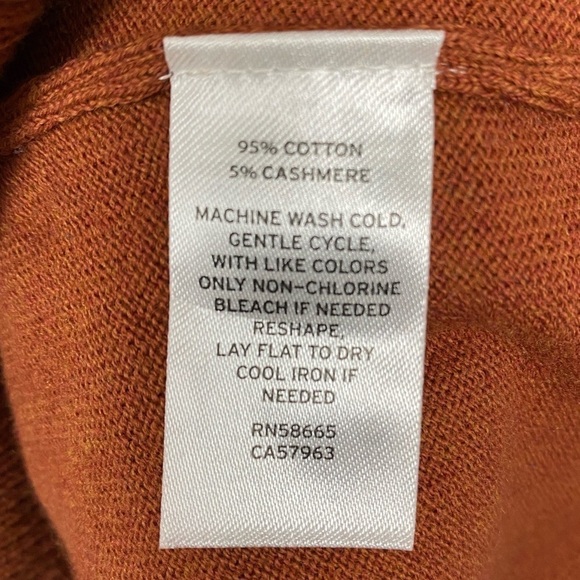 95% COTTON
5% CASHMERE
MACHINE WASH COLD,
GENTLE CYCLE,
WITH LIKE COLORS
ONLY NON-CHLORINE
BLEACH IF NEEDED
RESHAPE,
LAY FLAT TO DRY
COOL IRON IF
NEEDED
RN58665
CA57963